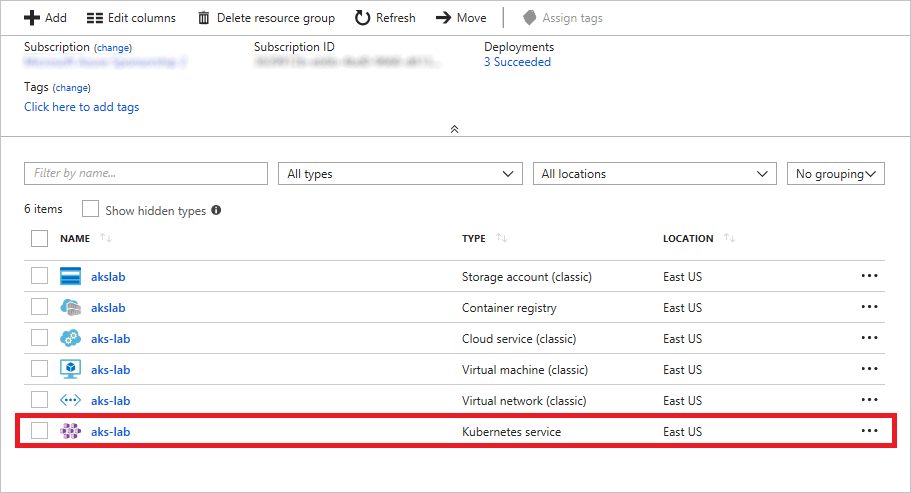 Add Edit columns Delete resource group Refresh Move Assign tags
Subscription (change) Subscription ID Deployments
3 Succeeded
Tags (change)
Click here to add tags
Filter by name... All types All locations No grouping
6 items Show hidden types
NAME TYPE LOCATION
akslab Storage account (classic) East US
akslab Container registry East US
aks-lab Cloud service (classic) East US
aks-lab Virtual machine (classic) East US
aks-lab Virtual network (classic) East US
aks-lab Kubernetes service East US